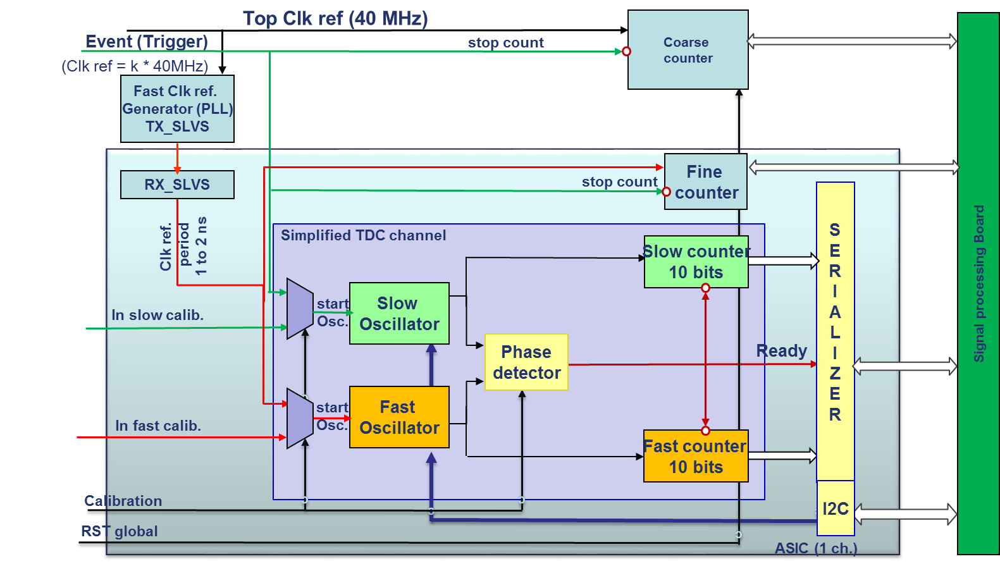 Top Clk ref (40 MHz)
Event (Trigger)
stop count
(Clk ref = k * 40MHz)
Coarse
counter
Fast Clk ref.
Generator (PLL)
TX_SLVS
RX_SLVS
Fine
counter
stop count
Clk ref.
period
1 to 2 ns
Simplified TDC channel
Slow counter
10 bits
start
Osc.
Slow
Oscillator
In slow calib.
Phase
detector
Ready
SERIALIZER
Signal processing Board
start
Osc.
Fast
Oscillator
In fast calib.
Fast counter
10 bits
Calibration
I2C
RST global
ASIC (1 ch.)